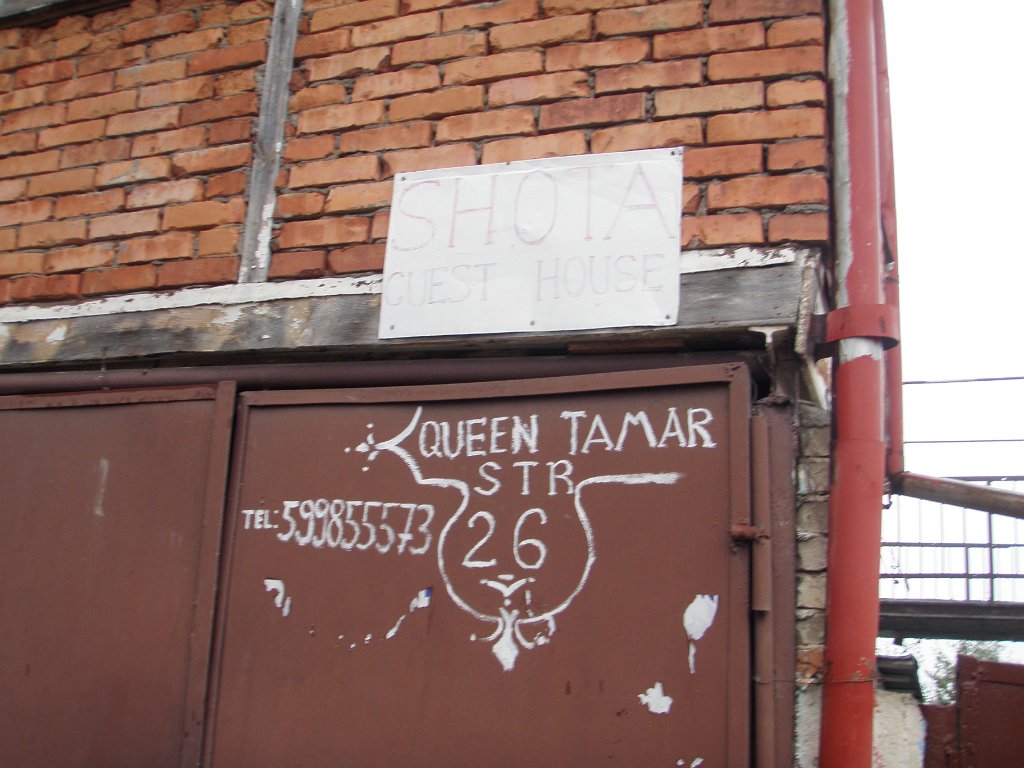 SHOTA
GUEST HOUSE
QUEEN TAMAR
STR
TEL: 599855573
26